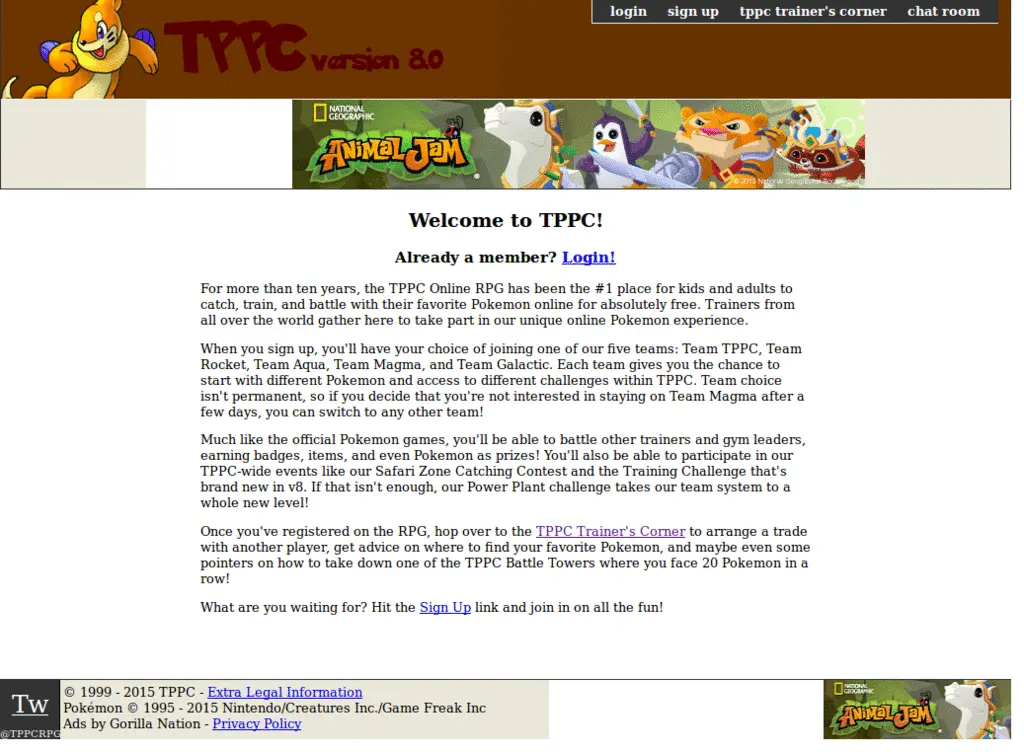 login sign up tppc trainer's corner chat room
TPPC version 8.0
NATIONAL
GEOGRAPHIC
ANIMAL JAM
Welcome to TPPC!
Already a member? Login!
For more than ten years, the TPPC Online RPG has been the #1 place for kids and adults to
catch, train, and battle with their favorite Pokemon online for absolutely free. Trainers from
all over the world gather here to take part in our unique online Pokemon experience.
When you sign up, you'll have your choice of joining one of our five teams: Team TPPC, Team
Rocket, Team Aqua, Team Magma, and Team Galactic. Each team gives you the chance to
start with different Pokemon and access to different challenges within TPPC. Team choice
isn't permanent, so if you decide that you're not interested in staying on Team Magma after a
few days, you can switch to any other team!
Much like the official Pokemon games, you'll be able to battle other trainers and gym leaders,
earning badges, items, and even Pokemon as prizes! You'll also be able to participate in our
TPPC-wide events like our Safari Zone Catching Contest and the Training Challenge that's
brand new in v8. If that isn't enough, our Power Plant challenge takes our team system to a
whole new level!
Once you've registered on the RPG, hop over to the TPPC Trainer's Corner to arrange a trade
with another player, get advice on where to find your favorite Pokemon, and maybe even some
pointers on how to take down one of the TPPC Battle Towers where you face 20 Pokemon in a
row!
What are you waiting for? Hit the Sign Up link and join in on all the fun!
Tw
@TPPCRPG
© 1999 - 2015 TPPC - Extra Legal Information
Pokémon © 1995 - 2015 Nintendo/Creatures Inc./Game Freak Inc
Ads by Gorilla Nation - Privacy Policy
NATIONAL
GEOGRAPHIC
ANIMAL JAM